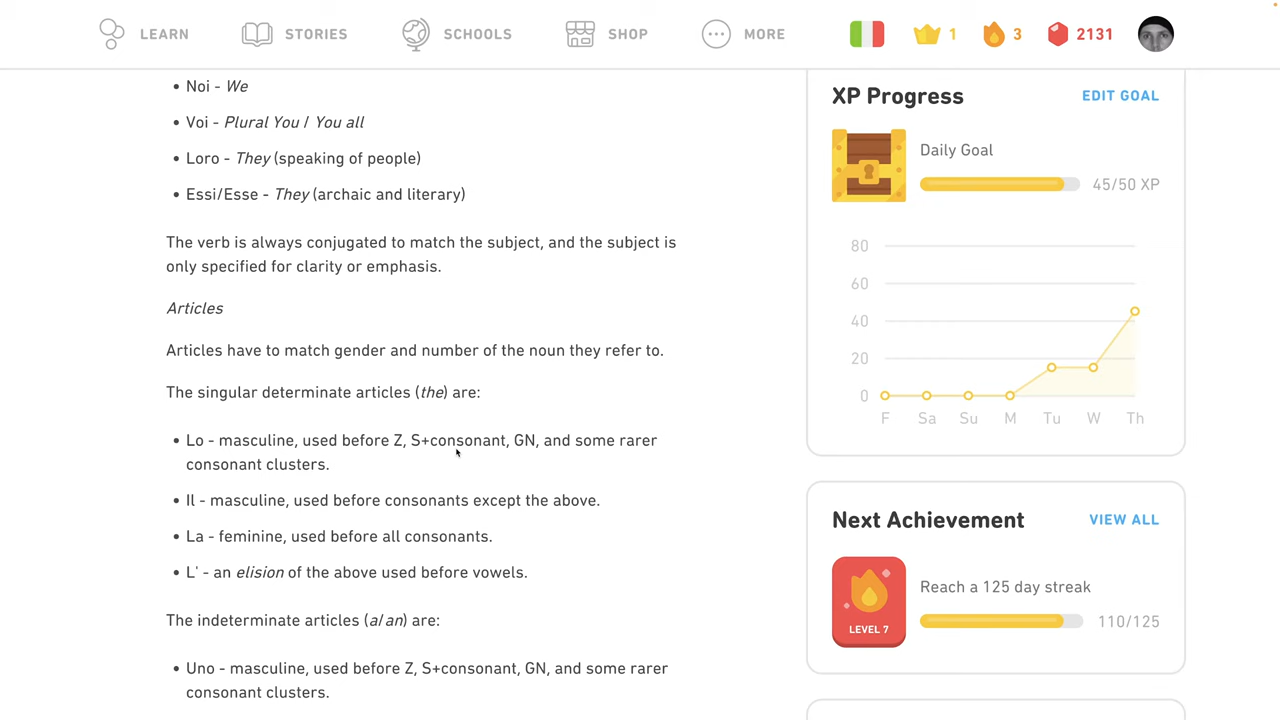 LEARN STORIES SCHOOLS SHOP MORE 1 3 2131
• Noi - We
• Voi - Plural You / You all
• Loro - They (speaking of people)
• Essi/Esse - They (archaic and literary)
The verb is always conjugated to match the subject, and the subject is
only specified for clarity or emphasis.
Articles
Articles have to match gender and number of the noun they refer to.
The singular determinate articles (the) are:
• Lo - masculine, used before Z, S+consonant, GN, and some rarer
consonant clusters.
• Il - masculine, used before consonants except the above.
• La - feminine, used before all consonants.
• L' - an elision of the above used before vowels.
The indeterminate articles (a/an) are:
• Uno - masculine, used before Z, S+consonant, GN, and some rarer
consonant clusters.
XP Progress EDIT GOAL
Daily Goal
45/50 XP
80
60
40
20
0
F Sa Su M Tu W Th
Next Achievement VIEW ALL
Reach a 125 day streak
110/125
LEVEL 7